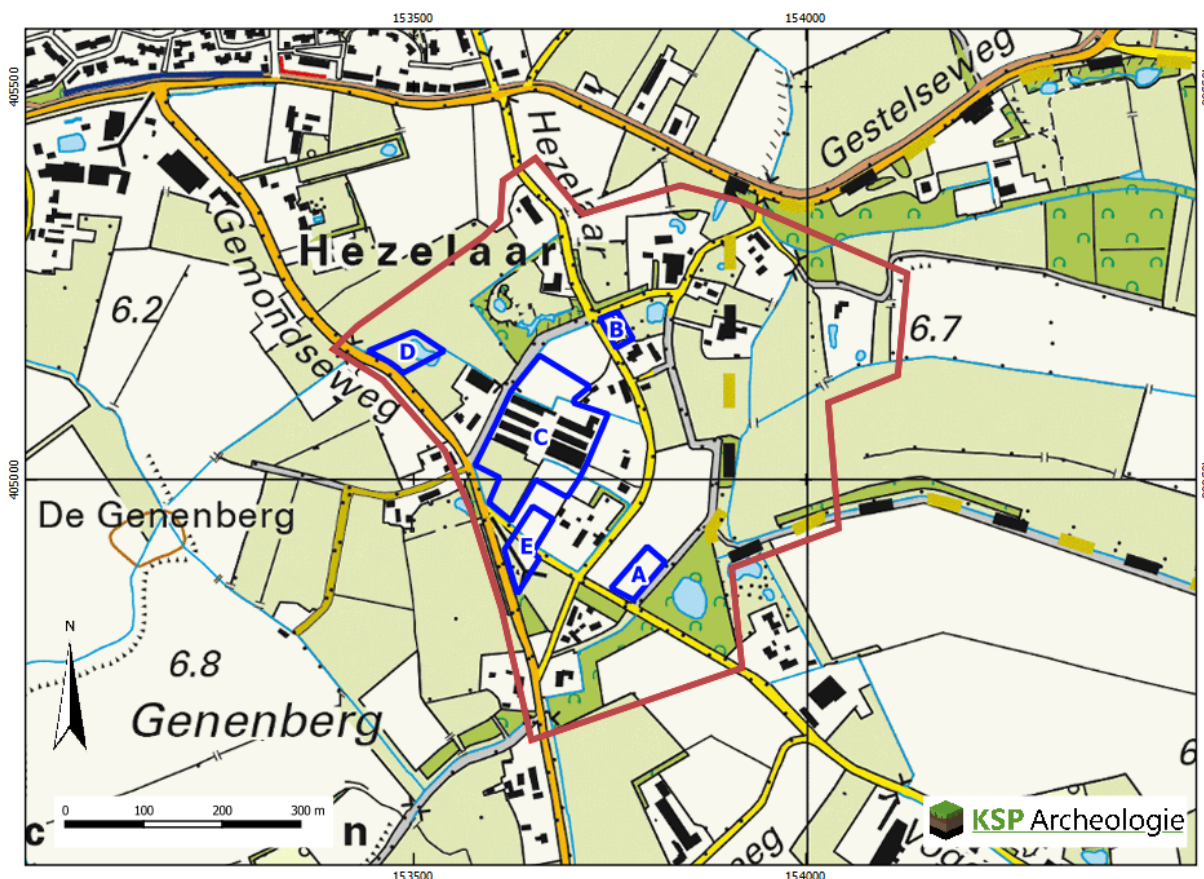 153500
154000
405500
Gestelseweg
Hezelaar
Hezelaar
Gemondseweg
6.2
6.7
B
D
C
405000
De Genenberg
E
A
N
6.8
Genenberg
6
0 100 200 300 m
c
n
KSP Archeologie
153500
154000